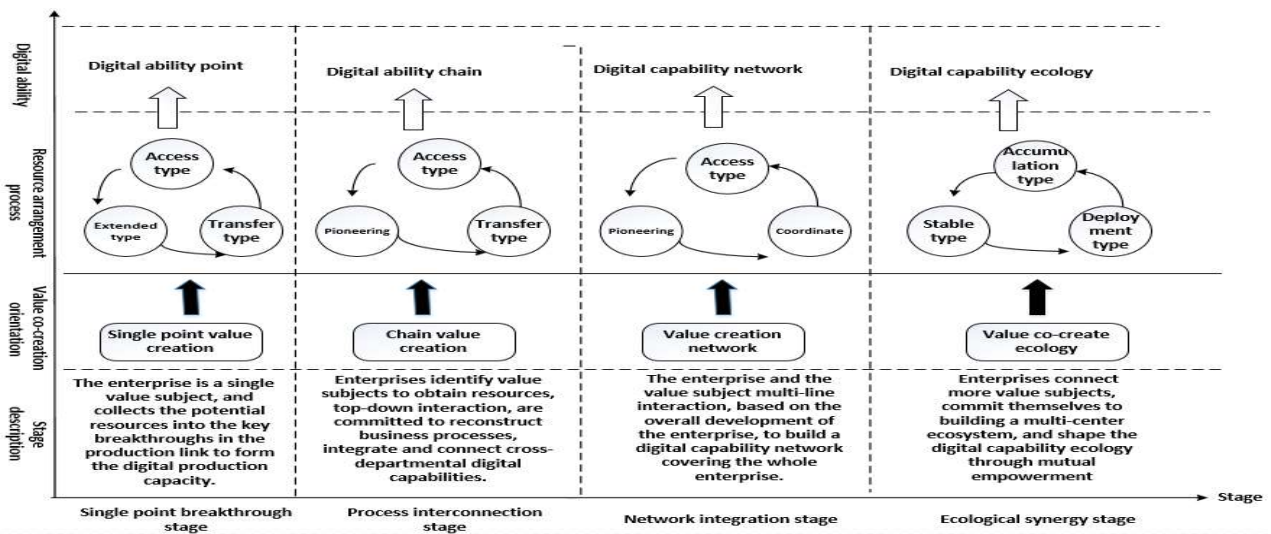 Digital ability
Digital ability point
Digital ability chain
Digital capability network
Digital capability ecology
Resource arrangement
process
Access
type
Extended
type
Transfer
type
Access
type
Pioneering
Transfer
type
Access
type
Pioneering
Coordinate
Accumu
lation
type
Stable
type
Deploy
ment
type
Value co-creation
orientation
Single point value
creation
Chain value
creation
Value creation
network
Value co-create
ecology
Stage
description
The enterprise is a single
value subject, and
collects the potential
resources into the key
breakthroughs in the
production link to form
the digital production
capacity.
Enterprises identify value
subjects to obtain resources,
top-down interaction, are
committed to reconstruct
business processes,
integrate and connect cross-
departmental digital
capabilities.
The enterprise and the
value subject multi-line
interaction, based on the
overall development of
the enterprise, to build a
digital capability network
covering the whole
enterprise.
Enterprises connect
more value subjects,
commit themselves to
building a multi-center
ecosystem, and shape the
digital capability ecology
through mutual
empowerment
Stage
Single point breakthrough
stage
Process interconnection
stage
Network integration stage
Ecological synergy stage